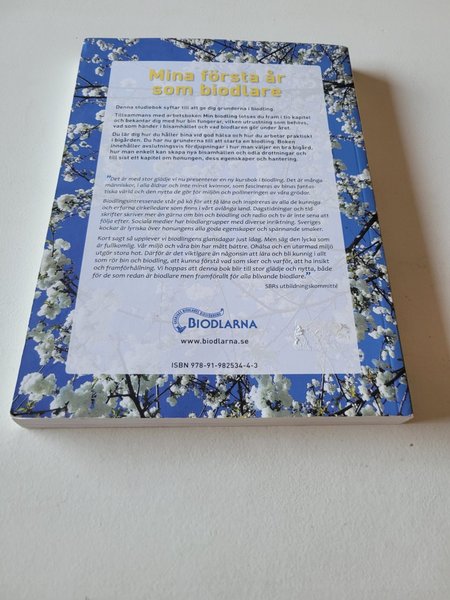 Mina första år
som biodlare
Denna studiebok syftar till att ge dig grunderna i biodling.
Tillsammans med arbetsboken Min biodling lotsas du fram i tio kapitel
och bekantar dig med hur bin fungerar, vilken utrustning som behövs,
vad som händer i bisamhället och vad biodlaren gör under året.
Du lär dig hur du håller bina vid god hälsa och hur du arbetar praktiskt
i bigården. Du har nu grunderna till att starta en biodling. Boken
innehåller avslutningsvis fördjupningar i hur man väljer en bra bigård,
hur man enkelt kan skapa nya bisamhällen och odla drottningar och
till sist ett kapitel om honungen, dess egenskaper och hantering.
"Det är med stor glädje vi nu presenterar en ny kursbok i biodling. Det är många
människor, i alla åldrar och inte minst kvinnor, som fascineras av binas fantas-
tiska värld och den nytta de gör för miljön och pollineringen av våra grödor.
Biodlingsintresserade står på kö för att få lära och inspireras av alla de kunniga
och erfarna cirkelledare som finns i vårt avlånga land. Dagstidningar och tid-
skrifter skriver mer än gärna om bin och biodling och radio och tv är inte sena att
följa efter. Sociala medier har biodlargrupper med diverse inriktning. Sveriges
kockar är lyriska över honungens alla goda egenskaper och spännande smaker.
Kort sagt så upplever vi biodlingens glansdagar just idag. Men säg den lycka som
är fullkomlig. Vår miljö och våra bin har mått bättre. Ohälsa och en utarmad miljö
utgör stora hot. Därför är det viktigare än någonsin att lära och bli kunnig i allt
som rör bin och biodling, att kunna förstå vad som sker och varför, att ha insikt
och framförhållning. Vi hoppas att denna bok blir till stor glädje och nytta, både
för de som redan är biodlare men framförallt för alla blivande biodlare."
SBRs utbildningskommitté
SVERIGES BIODLARES RIKSFÖRBUND
BIODLARNA
www.biodlarna.se
ISBN 978-91-982534-4-3